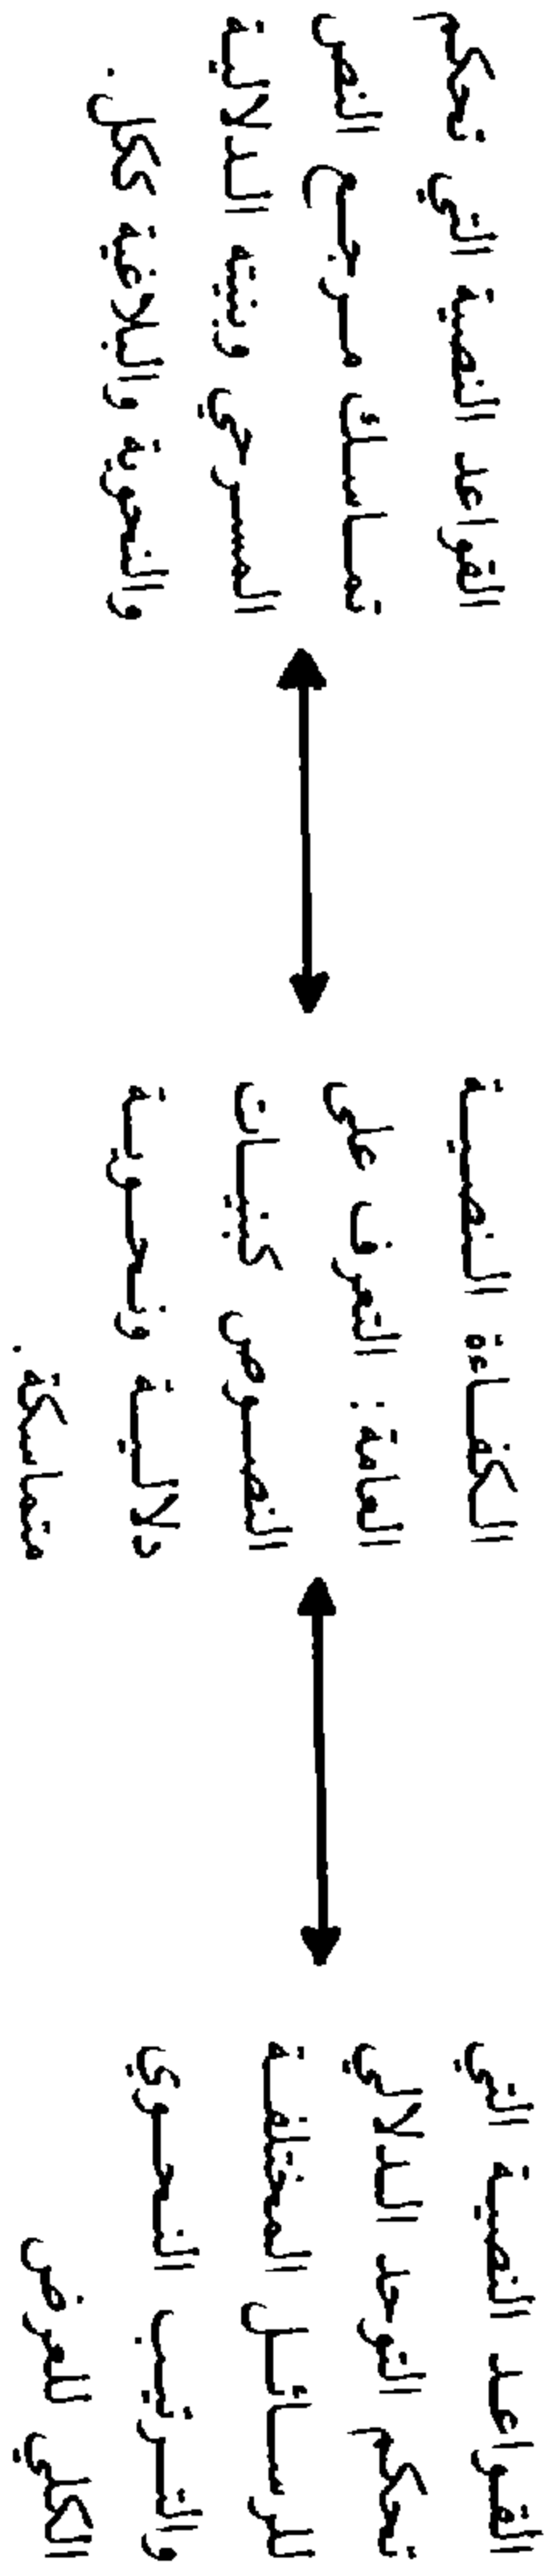 القواعد النصية التي
تحكم التوحد الدلالي
للرسائل المختلفة
والترتيب النحوي
الكلي للعرض
الكفاءة النصية
العامة: التعرف على
النصوص كبنيات
دلالية ونحوية
متماسكة.
القواعد النصية التي تحكم
تماسك مرجع النص
المسرحي وبنيته الدلالية
والنحوية والبلاغية ككل.